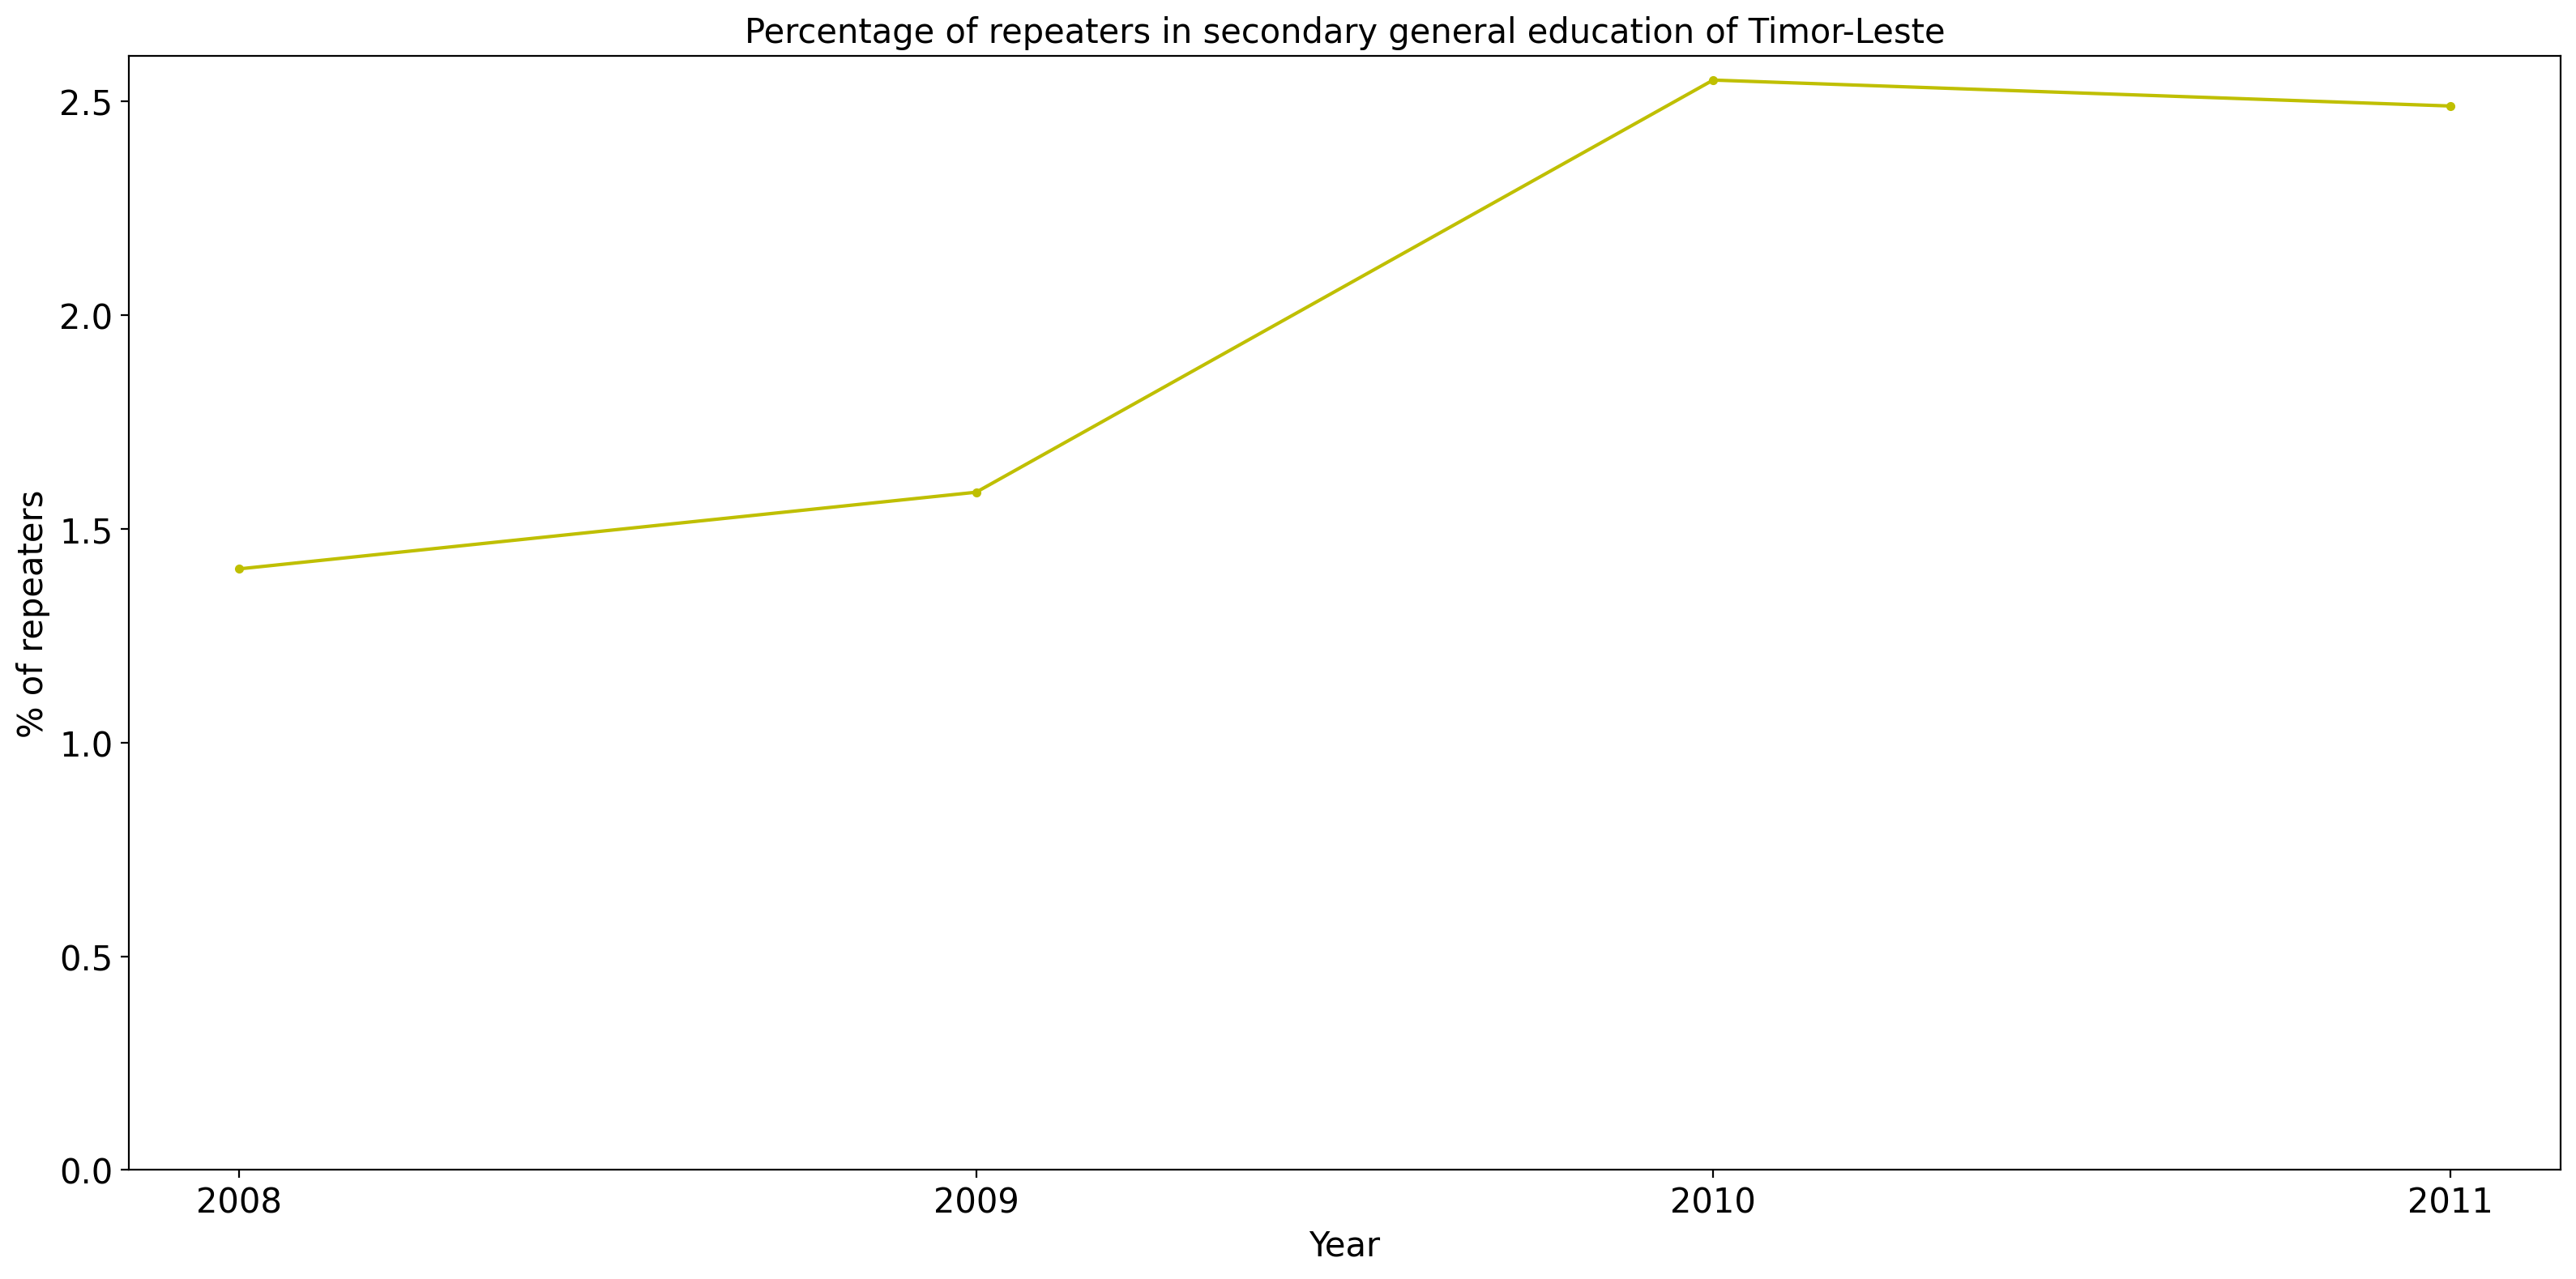 Percentage of repeaters in secondary general education of Timor-Leste
% of repeaters
2.5
2.0
1.5
1.0
0.5
0.0
2008 2009 2010 2011
Year